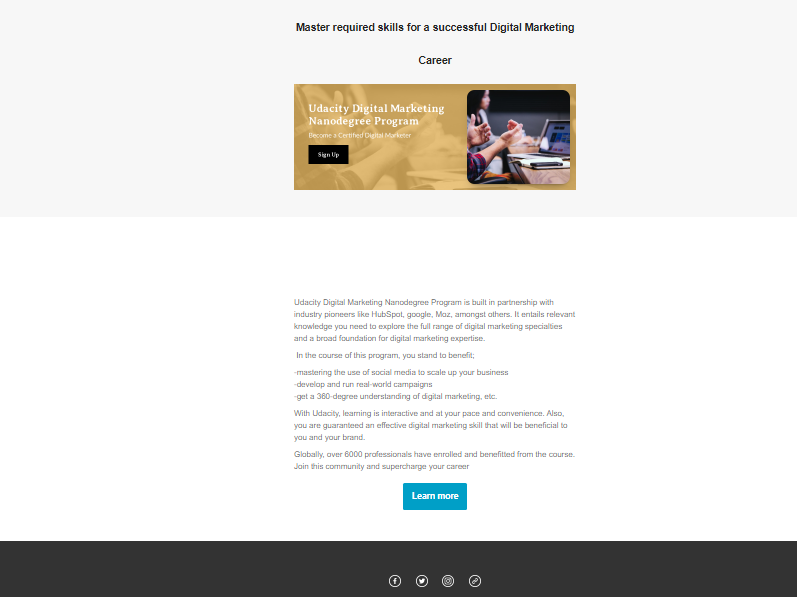 Master required skills for a successful Digital Marketing
Career
Udacity Digital Marketing
Nanodegree Program
Become a Certified Digital Marketer
Sign Up
Udacity Digital Marketing Nanodegree Program is built in partnership with
industry pioneers like HubSpot, google, Moz, amongst others. It entails relevant
knowledge you need to explore the full range of digital marketing specialties
and a broad foundation for digital marketing expertise.
In the course of this program, you stand to benefit;
-mastering the use of social media to scale up your business
-develop and run real-world campaigns
-get a 360-degree understanding of digital marketing, etc.
With Udacity, learning is interactive and at your pace and convenience. Also,
you are guaranteed an effective digital marketing skill that will be beneficial to
you and your brand.
Globally, over 6000 professionals have enrolled and benefitted from the course.
Join this community and supercharge your career
Learn more